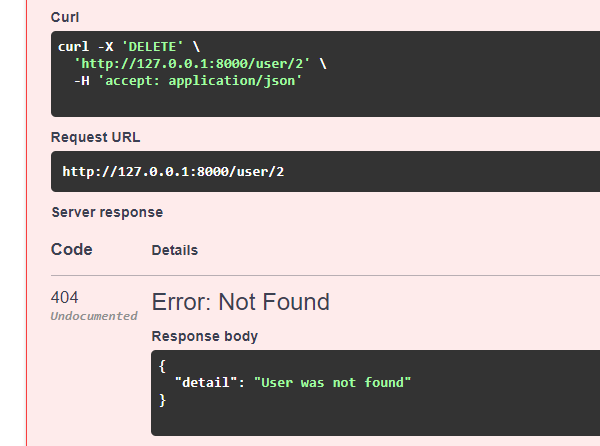 Curl
curl -X 'DELETE' \
'http://127.0.0.1:8000/user/2' \
-H 'accept: application/json'
Request URL
http://127.0.0.1:8000/user/2
Server response
Code Details
404 Error: Not Found
Undocumented
Response body
{
"detail": "User was not found"
}